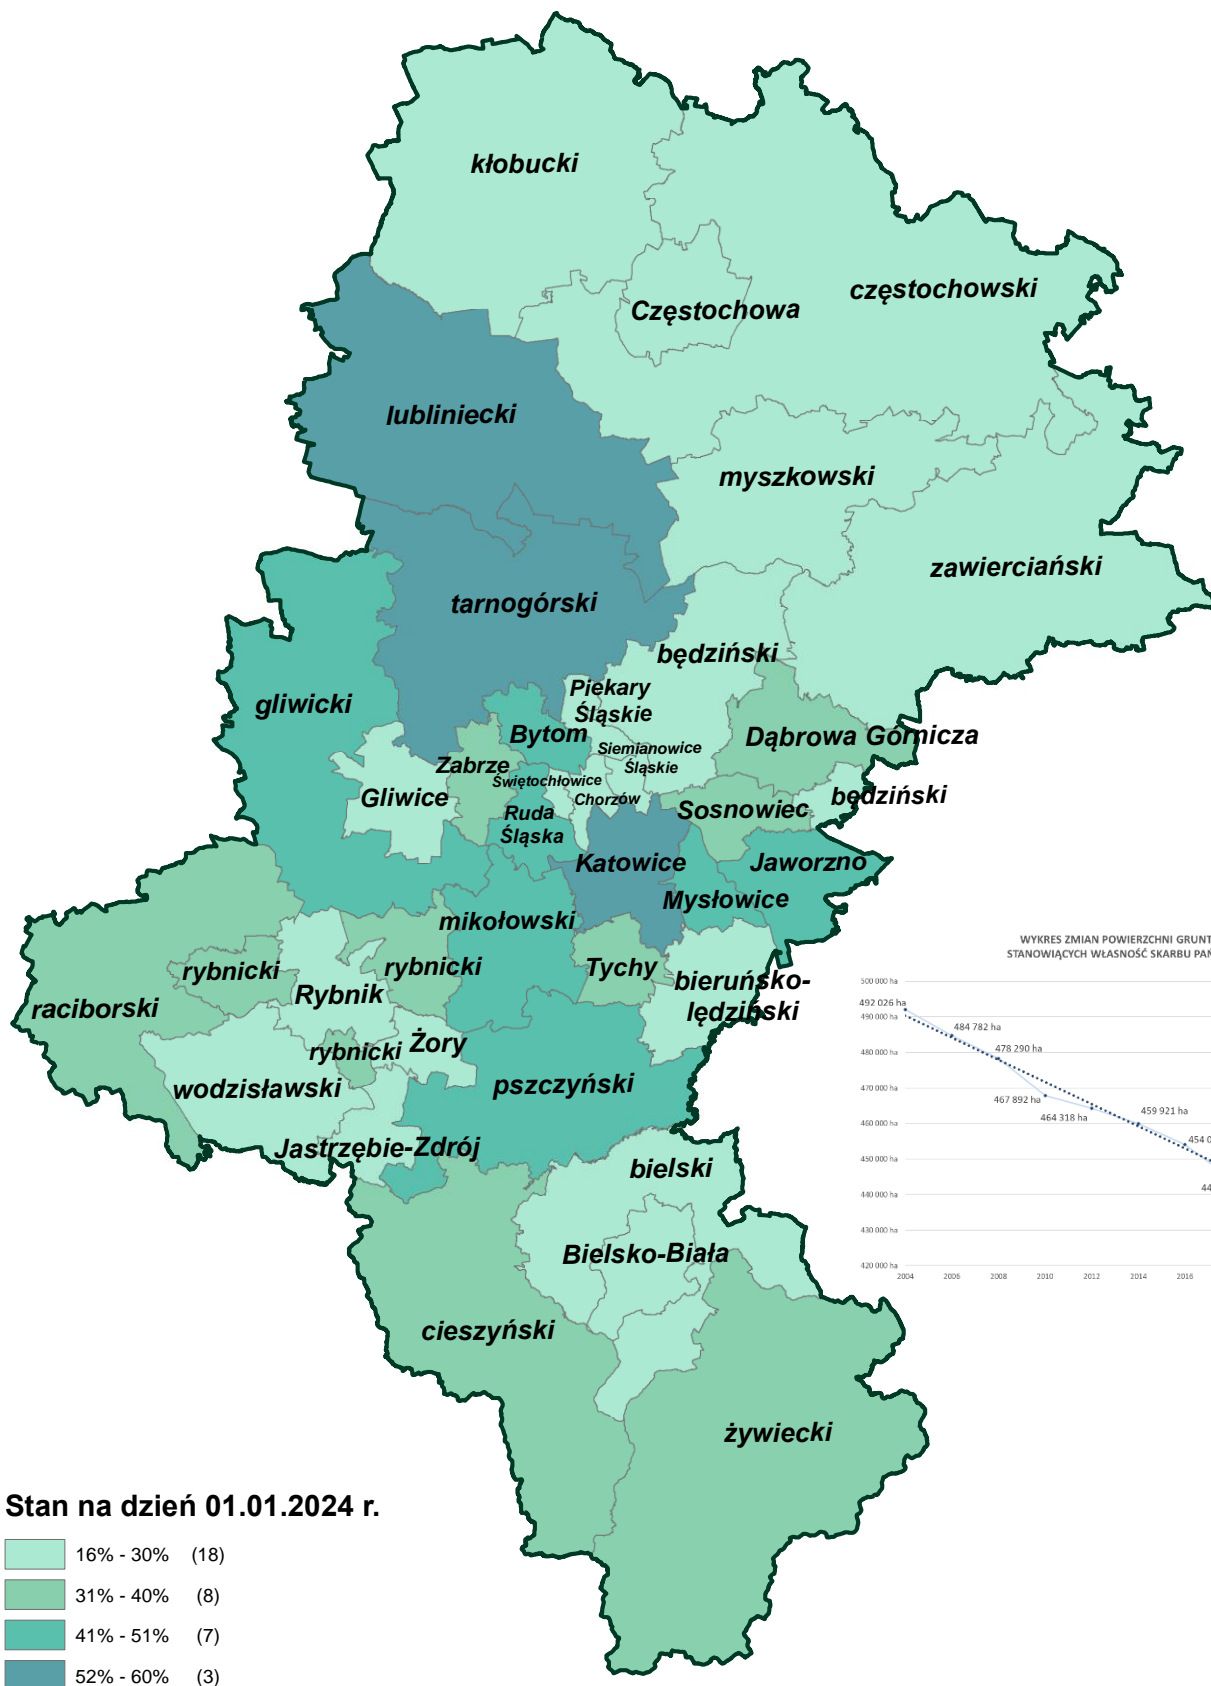 kłobucki
częstochowski
Częstochowa
lubliniecki
myszkowski
zawierciański
tarnogórski
będziński
gliwicki
Piekary
Śląskie
Bytom
Dąbrowa Górnicza
Siemianowice
Śląskie
Zabrze
Świętochłowice
Gliwice
Chorzów
będziński
Sosnowiec
Ruda
Śląska
Katowice
Jaworzno
Mysłowice
mikołowski
rybnicki
rybnicki
Tychy
bieruńsko-
lędziński
Rybnik
raciborski
rybnicki
Żory
wodzisławski
pszczyński
Jastrzębie-Zdrój
bielski
Bielsko-Biała
cieszyński
żywiecki
WYKRES ZMIAN POWIERZCHNI GRUNT
STANOWIĄCYCH WŁASNOŚĆ SKARBU PAŃ
500 000 ha
492 026 ha
490 000 ha
484 782 ha
480 000 ha
478 290 ha
470 000 ha
467 892 ha
464 318 ha
459 921 ha
460 000 ha
454 0
450 000 ha
44
440 000 ha
430 000 ha
420 000 ha
2004 2006 2008 2010 2012 2014 2016
Stan na dzień 01.01.2024 r.
16% - 30% (18)
31% - 40% (8)
41% - 51% (7)
52% - 60% (3)